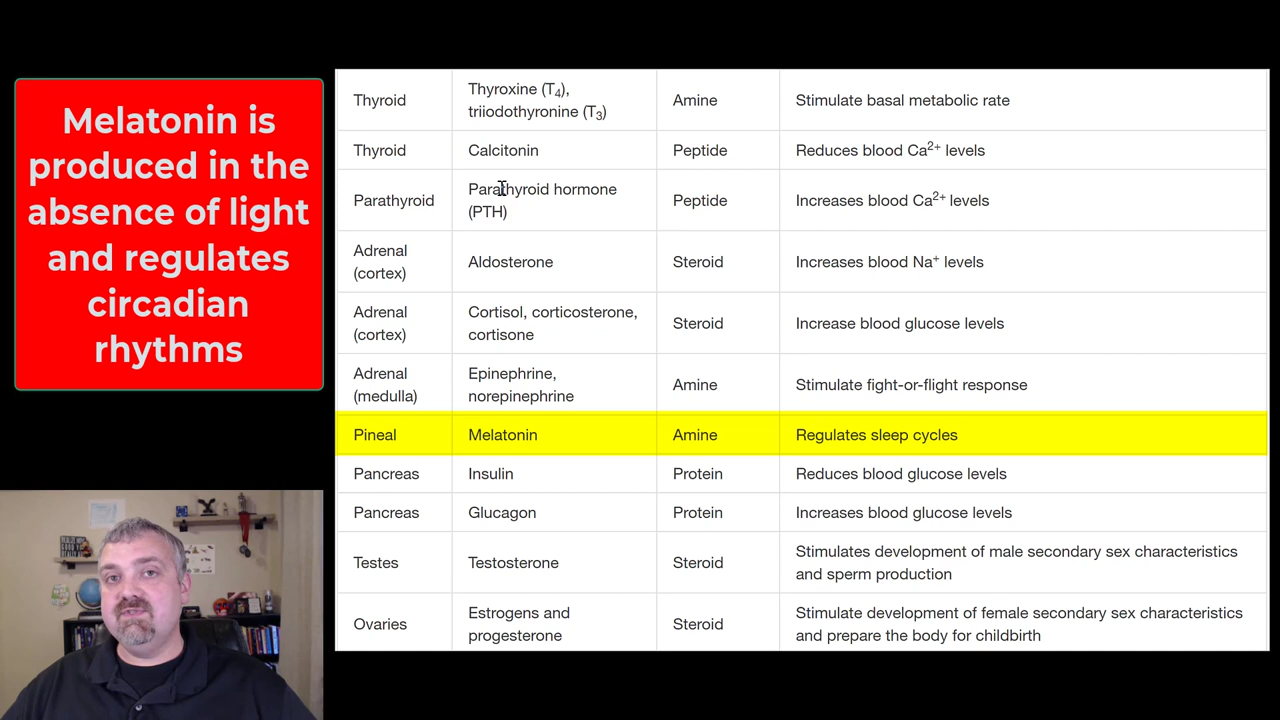 Melatonin is
produced in the
absence of light
and regulates
circadian
rhythms
Thyroid
Thyroxine (T₄),
triiodothyronine (T₃)
Amine
Stimulate basal metabolic rate
Thyroid
Calcitonin
Peptide
Reduces blood Ca²⁺ levels
Parathyroid
Parathyroid hormone
(PTH)
Peptide
Increases blood Ca²⁺ levels
Adrenal
(cortex)
Aldosterone
Steroid
Increases blood Na⁺ levels
Adrenal
(cortex)
Cortisol, corticosterone,
cortisone
Steroid
Increase blood glucose levels
Adrenal
(medulla)
Epinephrine,
norepinephrine
Amine
Stimulate fight-or-flight response
Pineal
Melatonin
Amine
Regulates sleep cycles
Pancreas
Insulin
Protein
Reduces blood glucose levels
Pancreas
Glucagon
Protein
Increases blood glucose levels
Testes
Testosterone
Steroid
Stimulates development of male secondary sex characteristics
and sperm production
Ovaries
Estrogens and
progesterone
Steroid
Stimulate development of female secondary sex characteristics
and prepare the body for childbirth